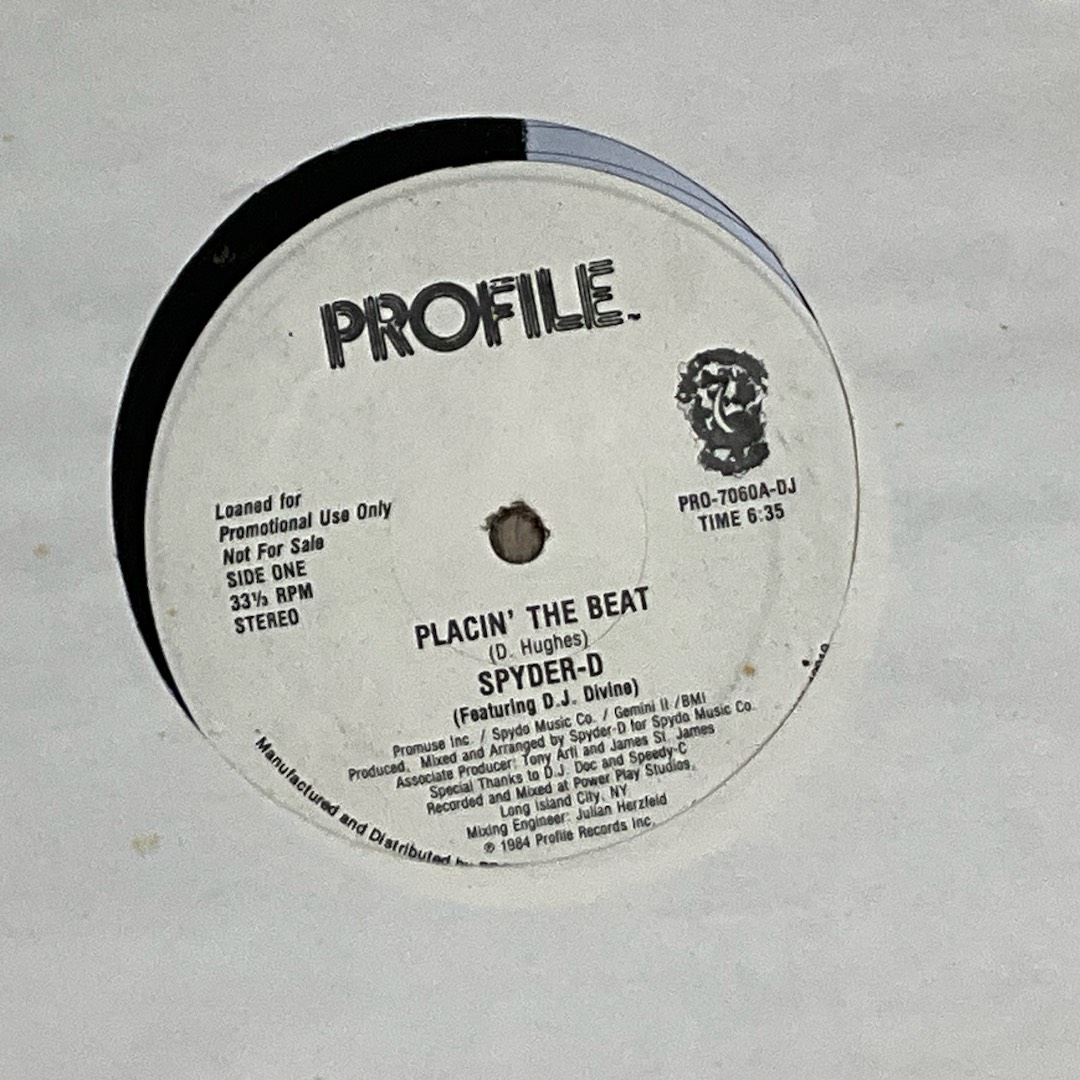 PROFILE™
PRO-7060A-DJ
TIME 6:35
Loaned for
Promotional Use Only
Not For Sale
SIDE ONE
33⅓ RPM
STEREO
PLACIN' THE BEAT
(D. Hughes)
SPYDER-D
(Featuring D.J. Divine)
Promuse Inc. / Spydo Music Co. / Gemini II / BMI
Produced, Mixed and Arranged by Spyder-D for Spydo Music Co.
Associate Producer: Tony Arti and James St. James
Special Thanks to D.J. Doc and Speedy-C
Recorded and Mixed at Power Play Studios,
Long Island City, NY
Mixing Engineer: Julian Herzfeld
℗ 1984 Profile Records Inc.
Manufactured and Distributed by